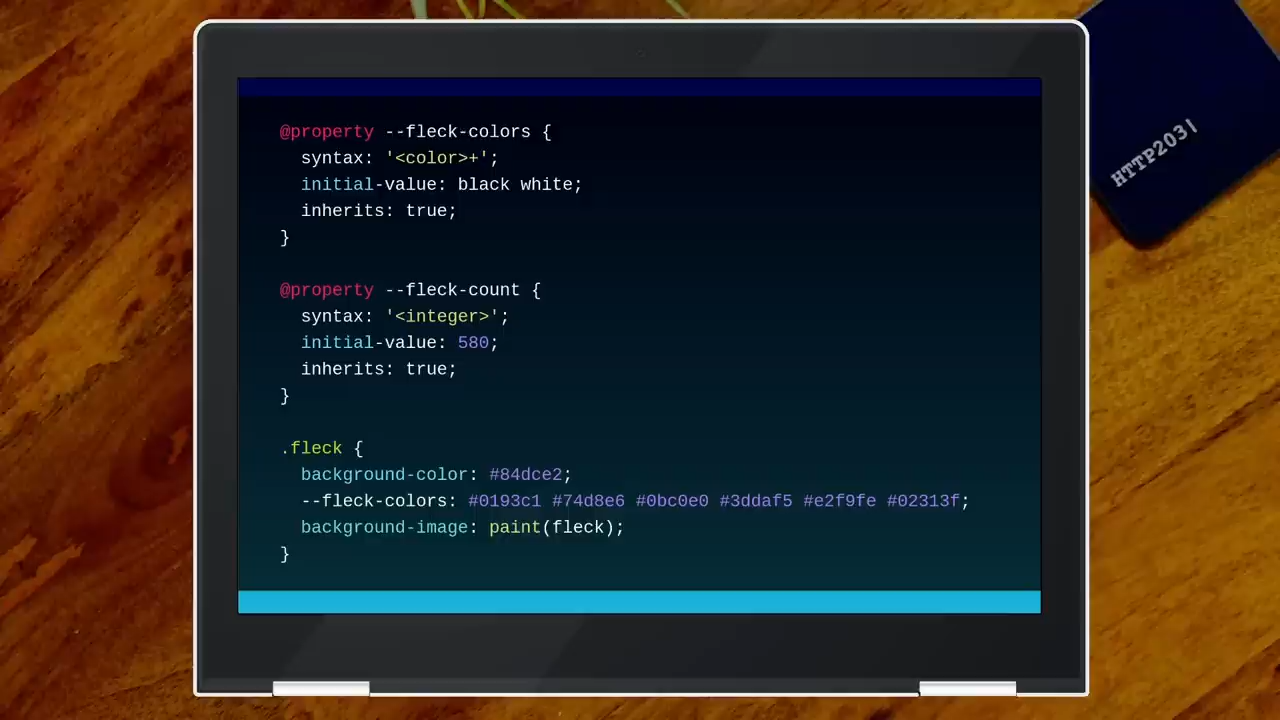 @property --fleck-colors {
  syntax: '<color>+';
  initial-value: black white;
  inherits: true;
}
@property --fleck-count {
  syntax: '<integer>';
  initial-value: 580;
  inherits: true;
}
.fleck {
  background-color: #84dce2;
  --fleck-colors: #0193c1 #74d8e6 #0bc0e0 #3ddaf5 #e2f9fe #02313f;
  background-image: paint(fleck);
}
HTTP203|